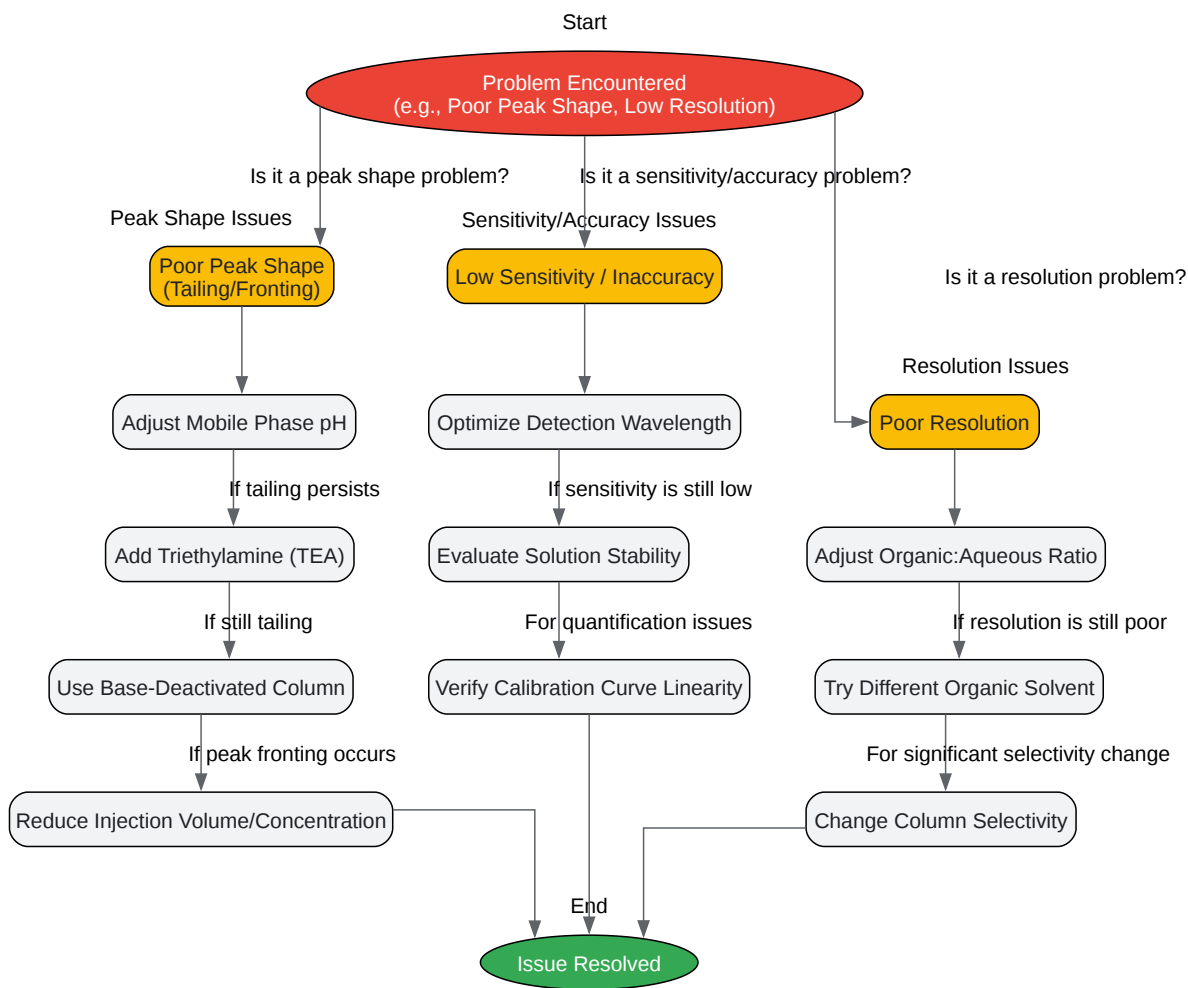 Start
Problem Encountered
(e.g., Poor Peak Shape, Low Resolution)
Is it a peak shape problem?
Is it a sensitivity/accuracy problem?
Peak Shape Issues
Sensitivity/Accuracy Issues
Poor Peak Shape
(Tailing/Fronting)
Low Sensitivity / Inaccuracy
Is it a resolution problem?
Resolution Issues
Adjust Mobile Phase pH
Optimize Detection Wavelength
Poor Resolution
If tailing persists
If sensitivity is still low
Add Triethylamine (TEA)
Evaluate Solution Stability
Adjust Organic:Aqueous Ratio
If still tailing
For quantification issues
If resolution is still poor
Use Base-Deactivated Column
Verify Calibration Curve Linearity
Try Different Organic Solvent
If peak fronting occurs
For significant selectivity change
Reduce Injection Volume/Concentration
Change Column Selectivity
End
Issue Resolved